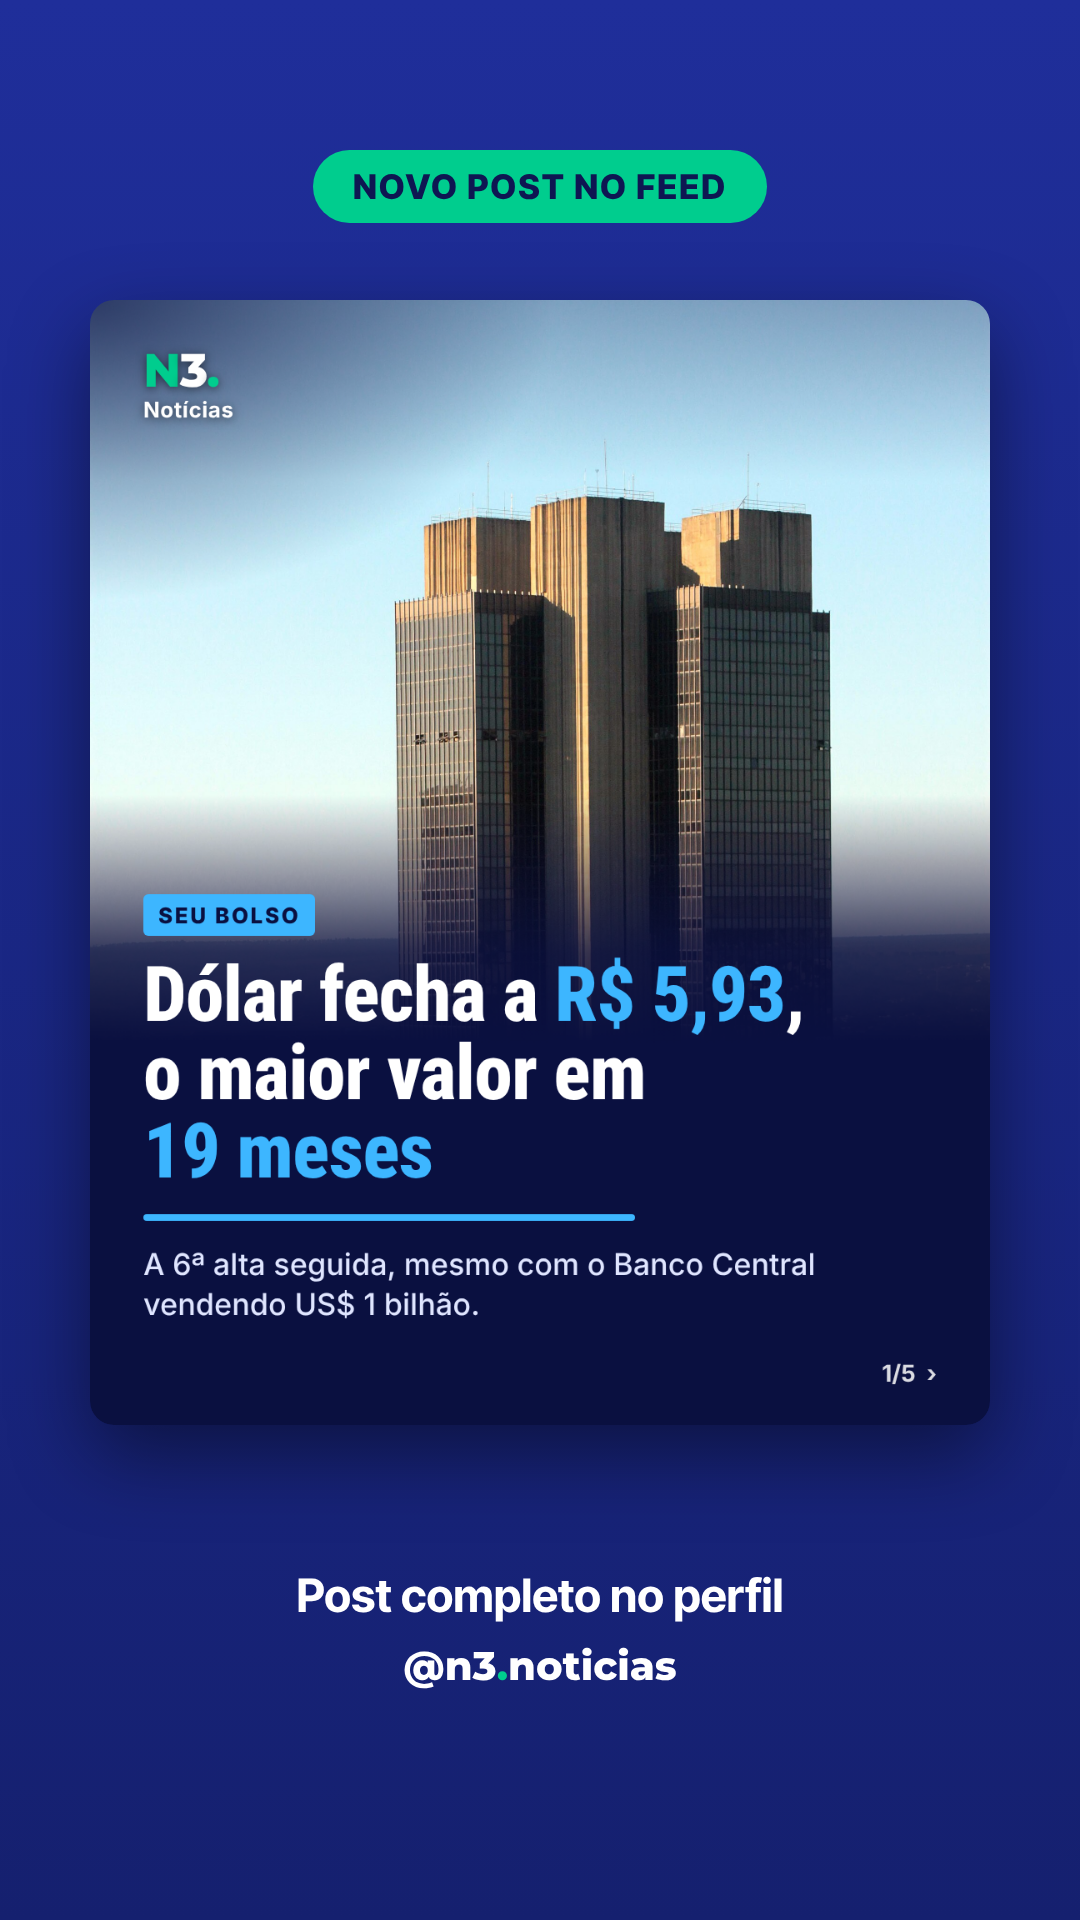 NOVO POST NO FEED
N3.
Notícias
SEU BOLSO
Dólar fecha a R$ 5,93,
o maior valor em
19 meses
A 6ª alta seguida, mesmo com o Banco Central
vendendo US$ 1 bilhão.
1/5 ›
Post completo no perfil
@n3.noticias